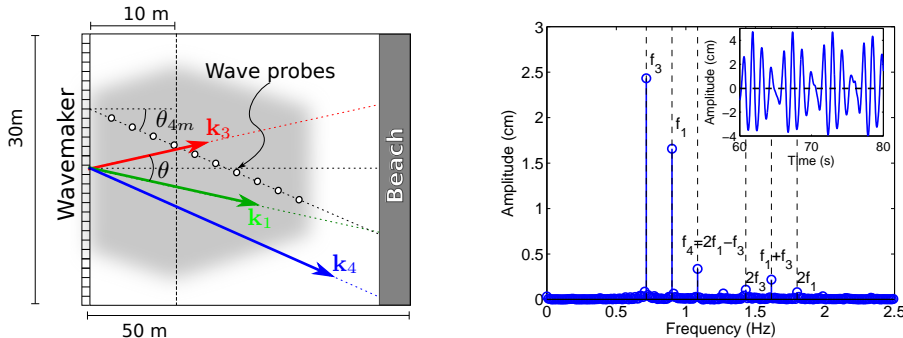 10 m
30m
Wavemaker
Wave probes
θ4m
k3
θ
k1
k4
Beach
50 m
Amplitude (cm)
3
2.5
2
1.5
1
0.5
0
f3
f1
f4=2f1−f3
2f3
f1+f3
2f1
0 0.5 1 1.5 2 2.5
Frequency (Hz)
Amplitude (cm)
4
2
0
-2
-4
60 70 80
Time (s)